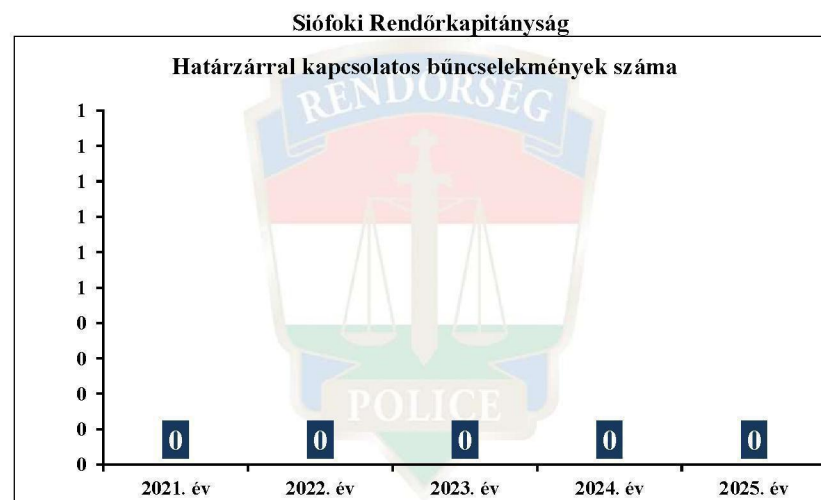 Siófoki Rendőrkapitányság
Határzárral kapcsolatos bűncselekmények száma
RENDŐRSÉG
1
1
1
1
1
1
0
0
0
0
0
POLICE
0 0 0 0 0
2021. év 2022. év 2023. év 2024. év 2025. év